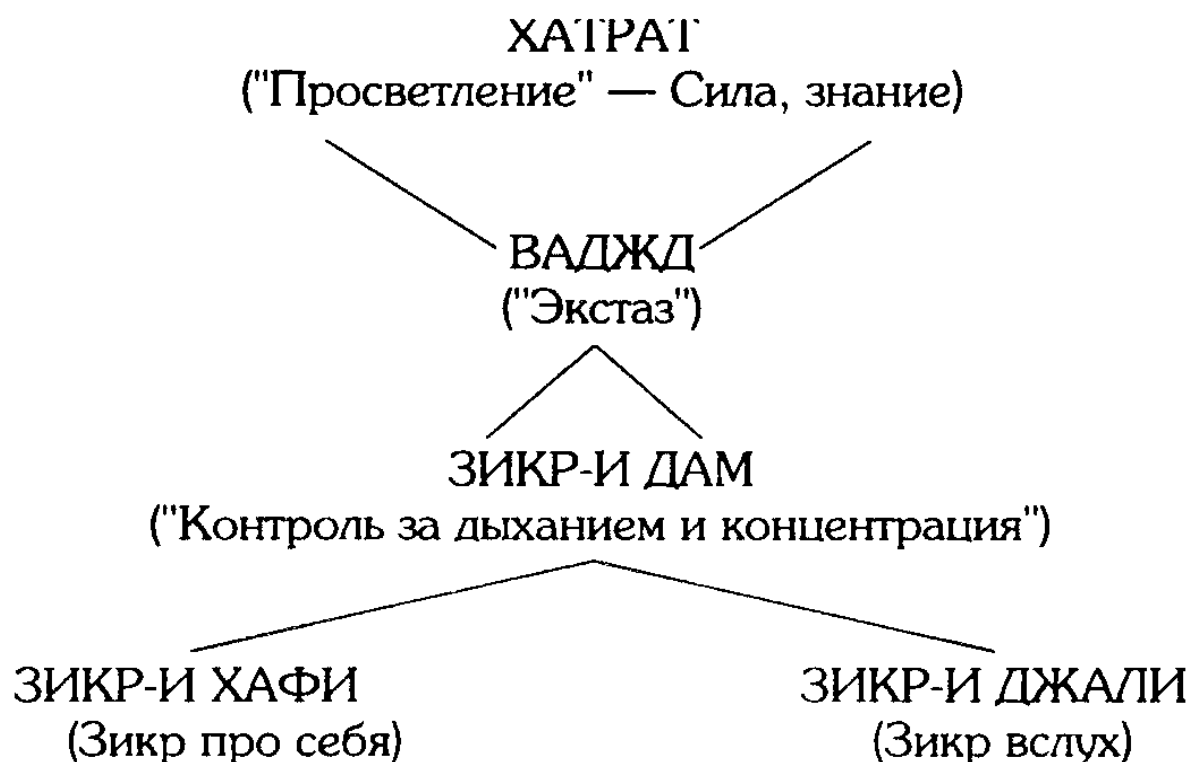 ХАТРАТ
("Просветление" — Сила, знание)
ВАДЖД
("Экстаз")
ЗИКР-И ДАМ
("Контроль за дыханием и концентрация")
ЗИКР-И ХАФИ ЗИКР-И ДЖАЛИ
(Зикр про себя) (Зикр вслух)